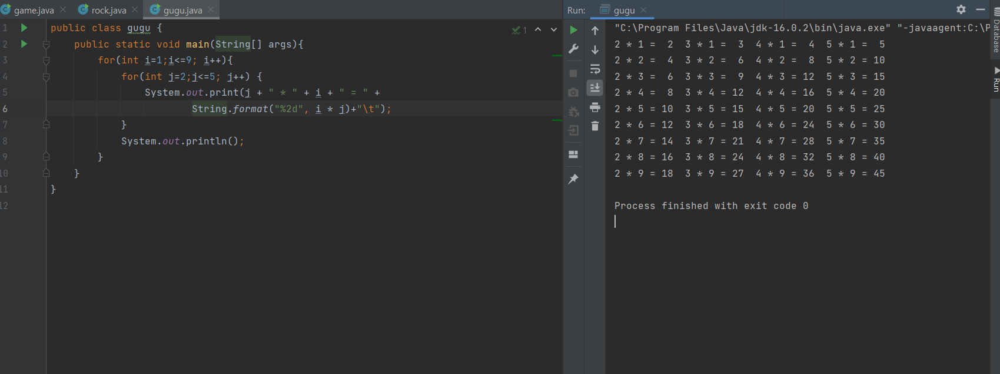 game.java rock.java gugu.java
1 public class gugu {
2 public static void main(String[] args){
3 for(int i=1;i<=9; i++){
4 for(int j=2;j<=5; j++) {
5 System.out.print(j + " * " + i + " = " +
6 String.format("%2d", i * j)+"\t");
7 }
8 System.out.println();
9 }
10 }
11 }
12
1
Run: gugu
"C:\Program Files\Java\jdk-16.0.2\bin\java.exe" "-javaagent:C:\P
2 * 1 =  2  3 * 1 =  3  4 * 1 =  4  5 * 1 =  5
2 * 2 =  4  3 * 2 =  6  4 * 2 =  8  5 * 2 = 10
2 * 3 =  6  3 * 3 =  9  4 * 3 = 12  5 * 3 = 15
2 * 4 =  8  3 * 4 = 12  4 * 4 = 16  5 * 4 = 20
2 * 5 = 10  3 * 5 = 15  4 * 5 = 20  5 * 5 = 25
2 * 6 = 12  3 * 6 = 18  4 * 6 = 24  5 * 6 = 30
2 * 7 = 14  3 * 7 = 21  4 * 7 = 28  5 * 7 = 35
2 * 8 = 16  3 * 8 = 24  4 * 8 = 32  5 * 8 = 40
2 * 9 = 18  3 * 9 = 27  4 * 9 = 36  5 * 9 = 45
Process finished with exit code 0
Database
Run